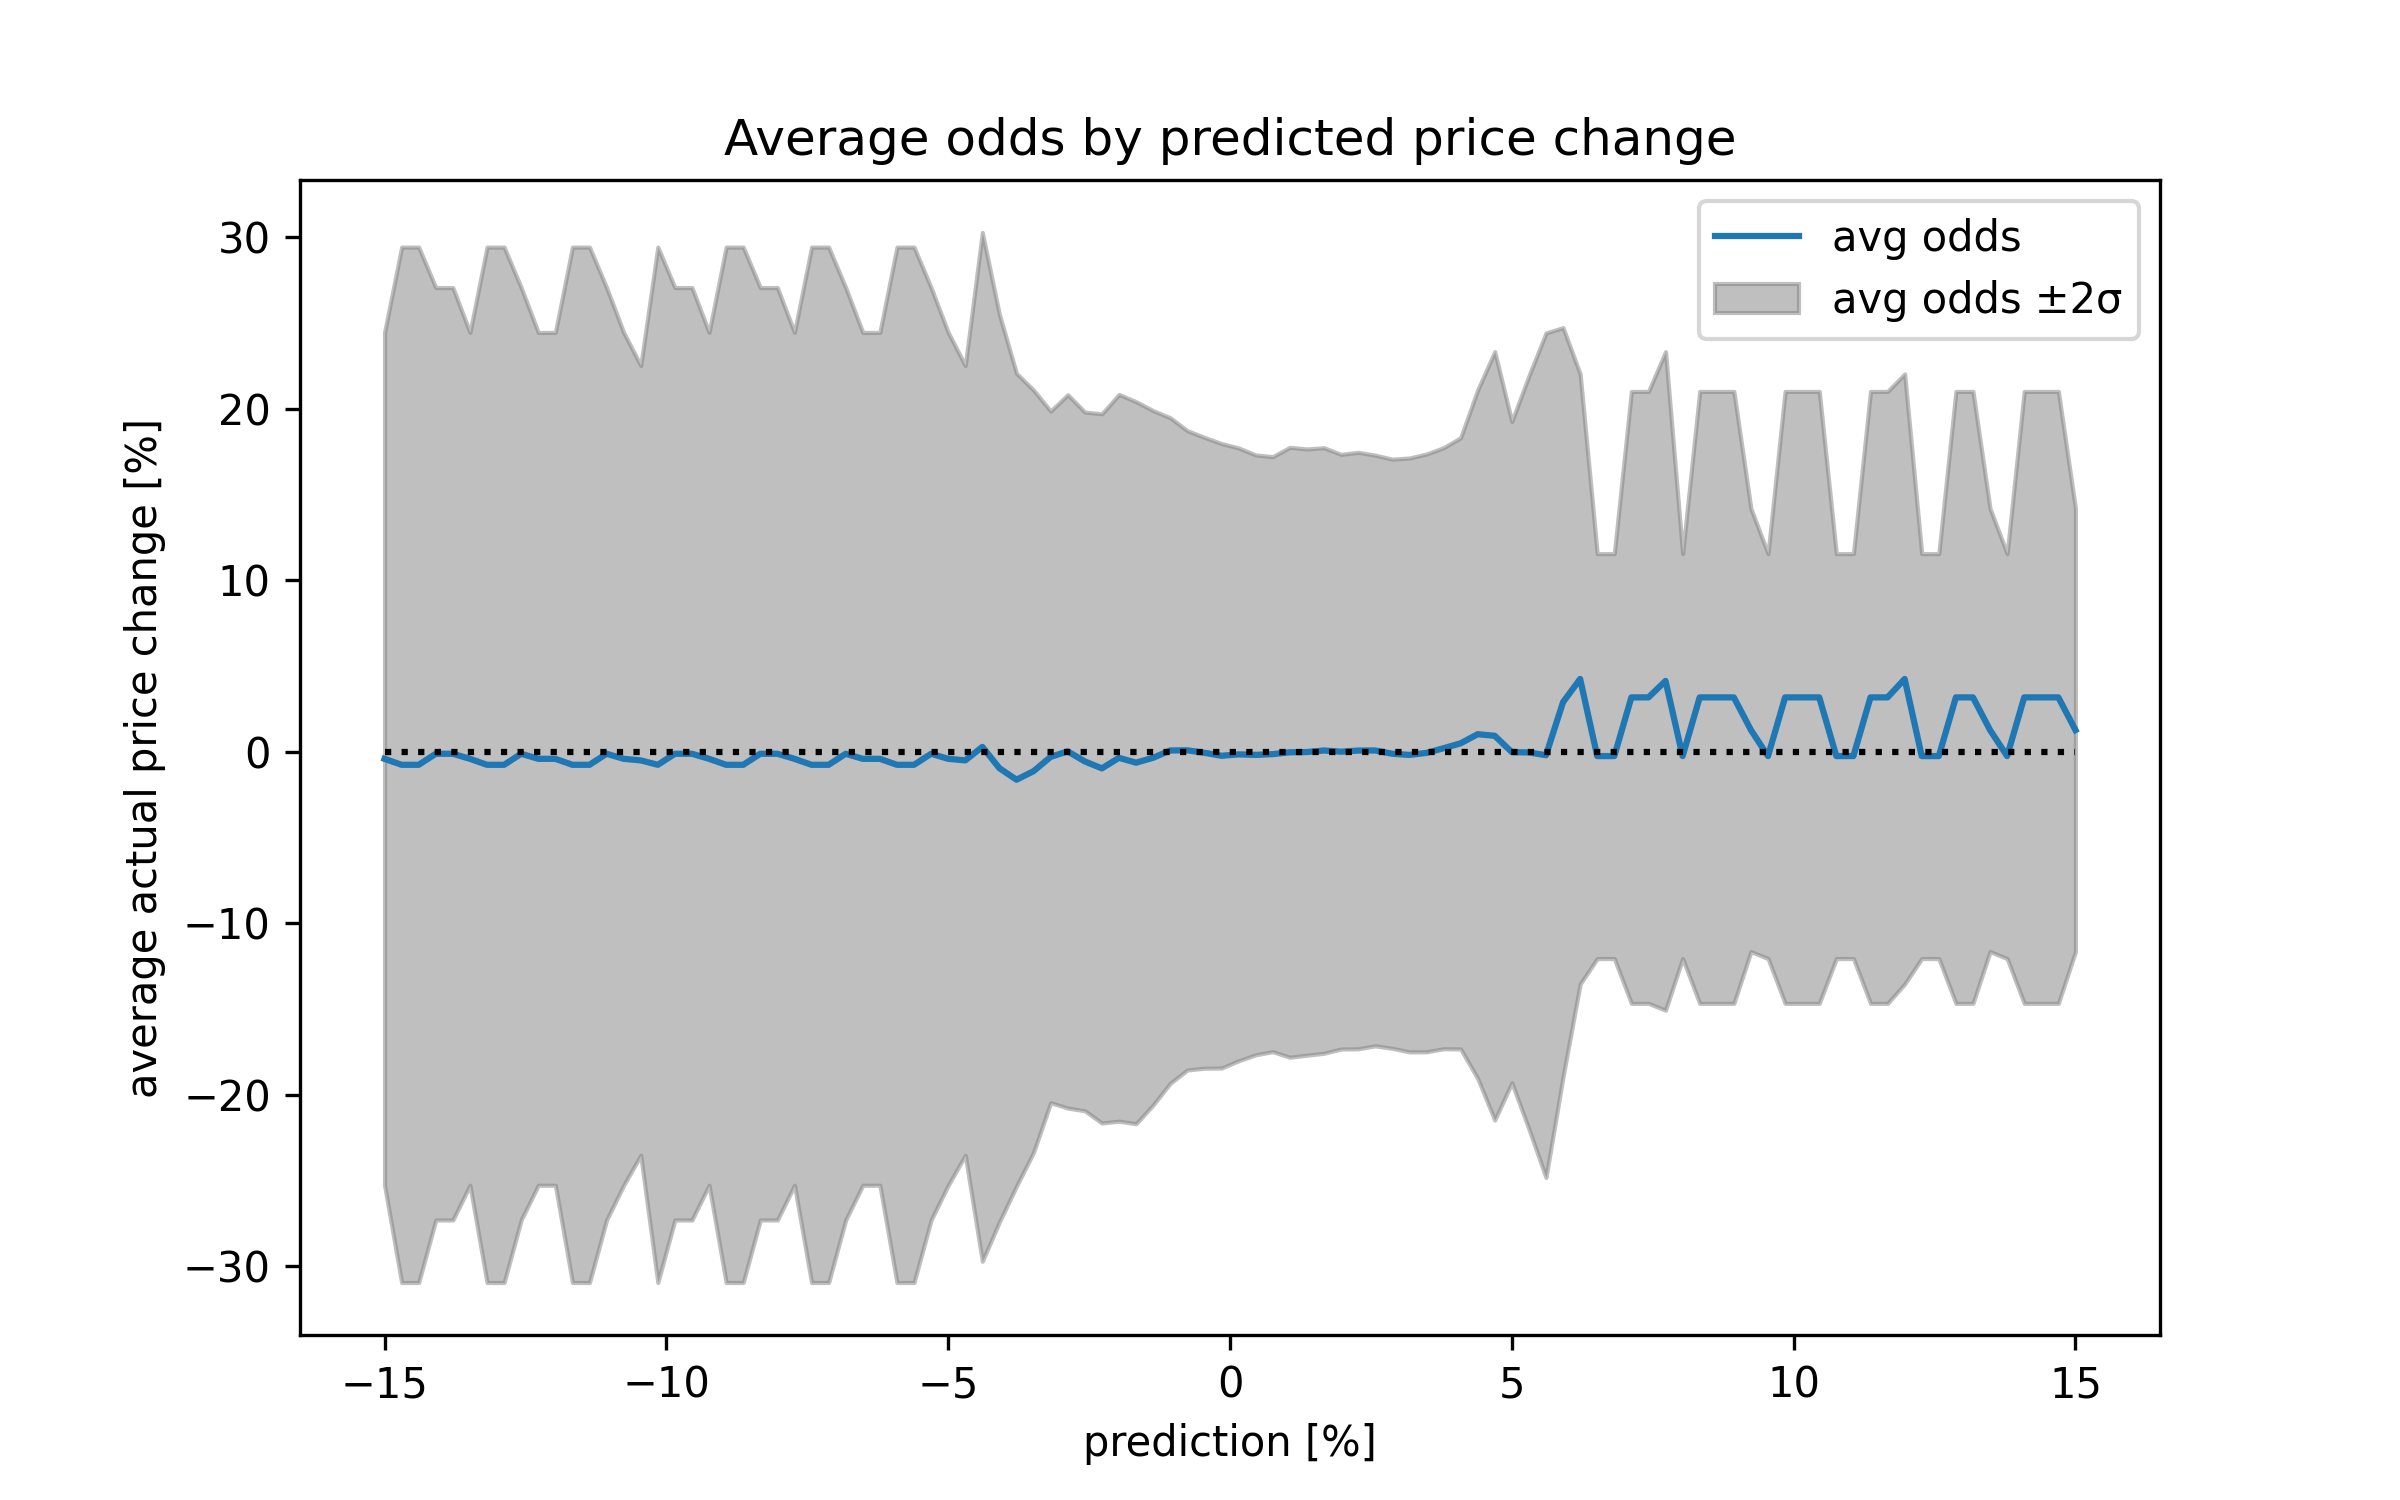 Average odds by predicted price change
avg odds
avg odds ±2σ
average actual price change [%]
30
20
10
0
−10
−20
−30
−15
−10
−5
0
5
10
15
prediction [%]